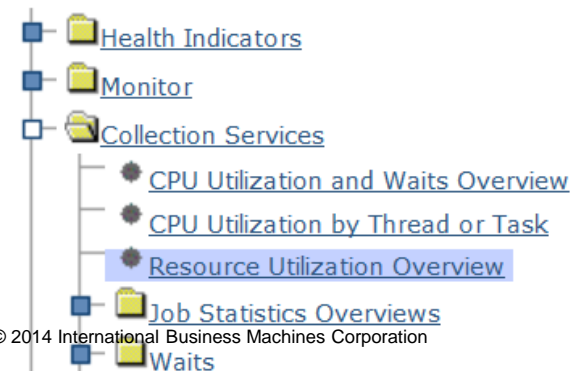 Health Indicators
Monitor
Collection Services
CPU Utilization and Waits Overview
CPU Utilization by Thread or Task
Resource Utilization Overview
Job Statistics Overviews
© 2014 International Business Machines Corporation
Waits